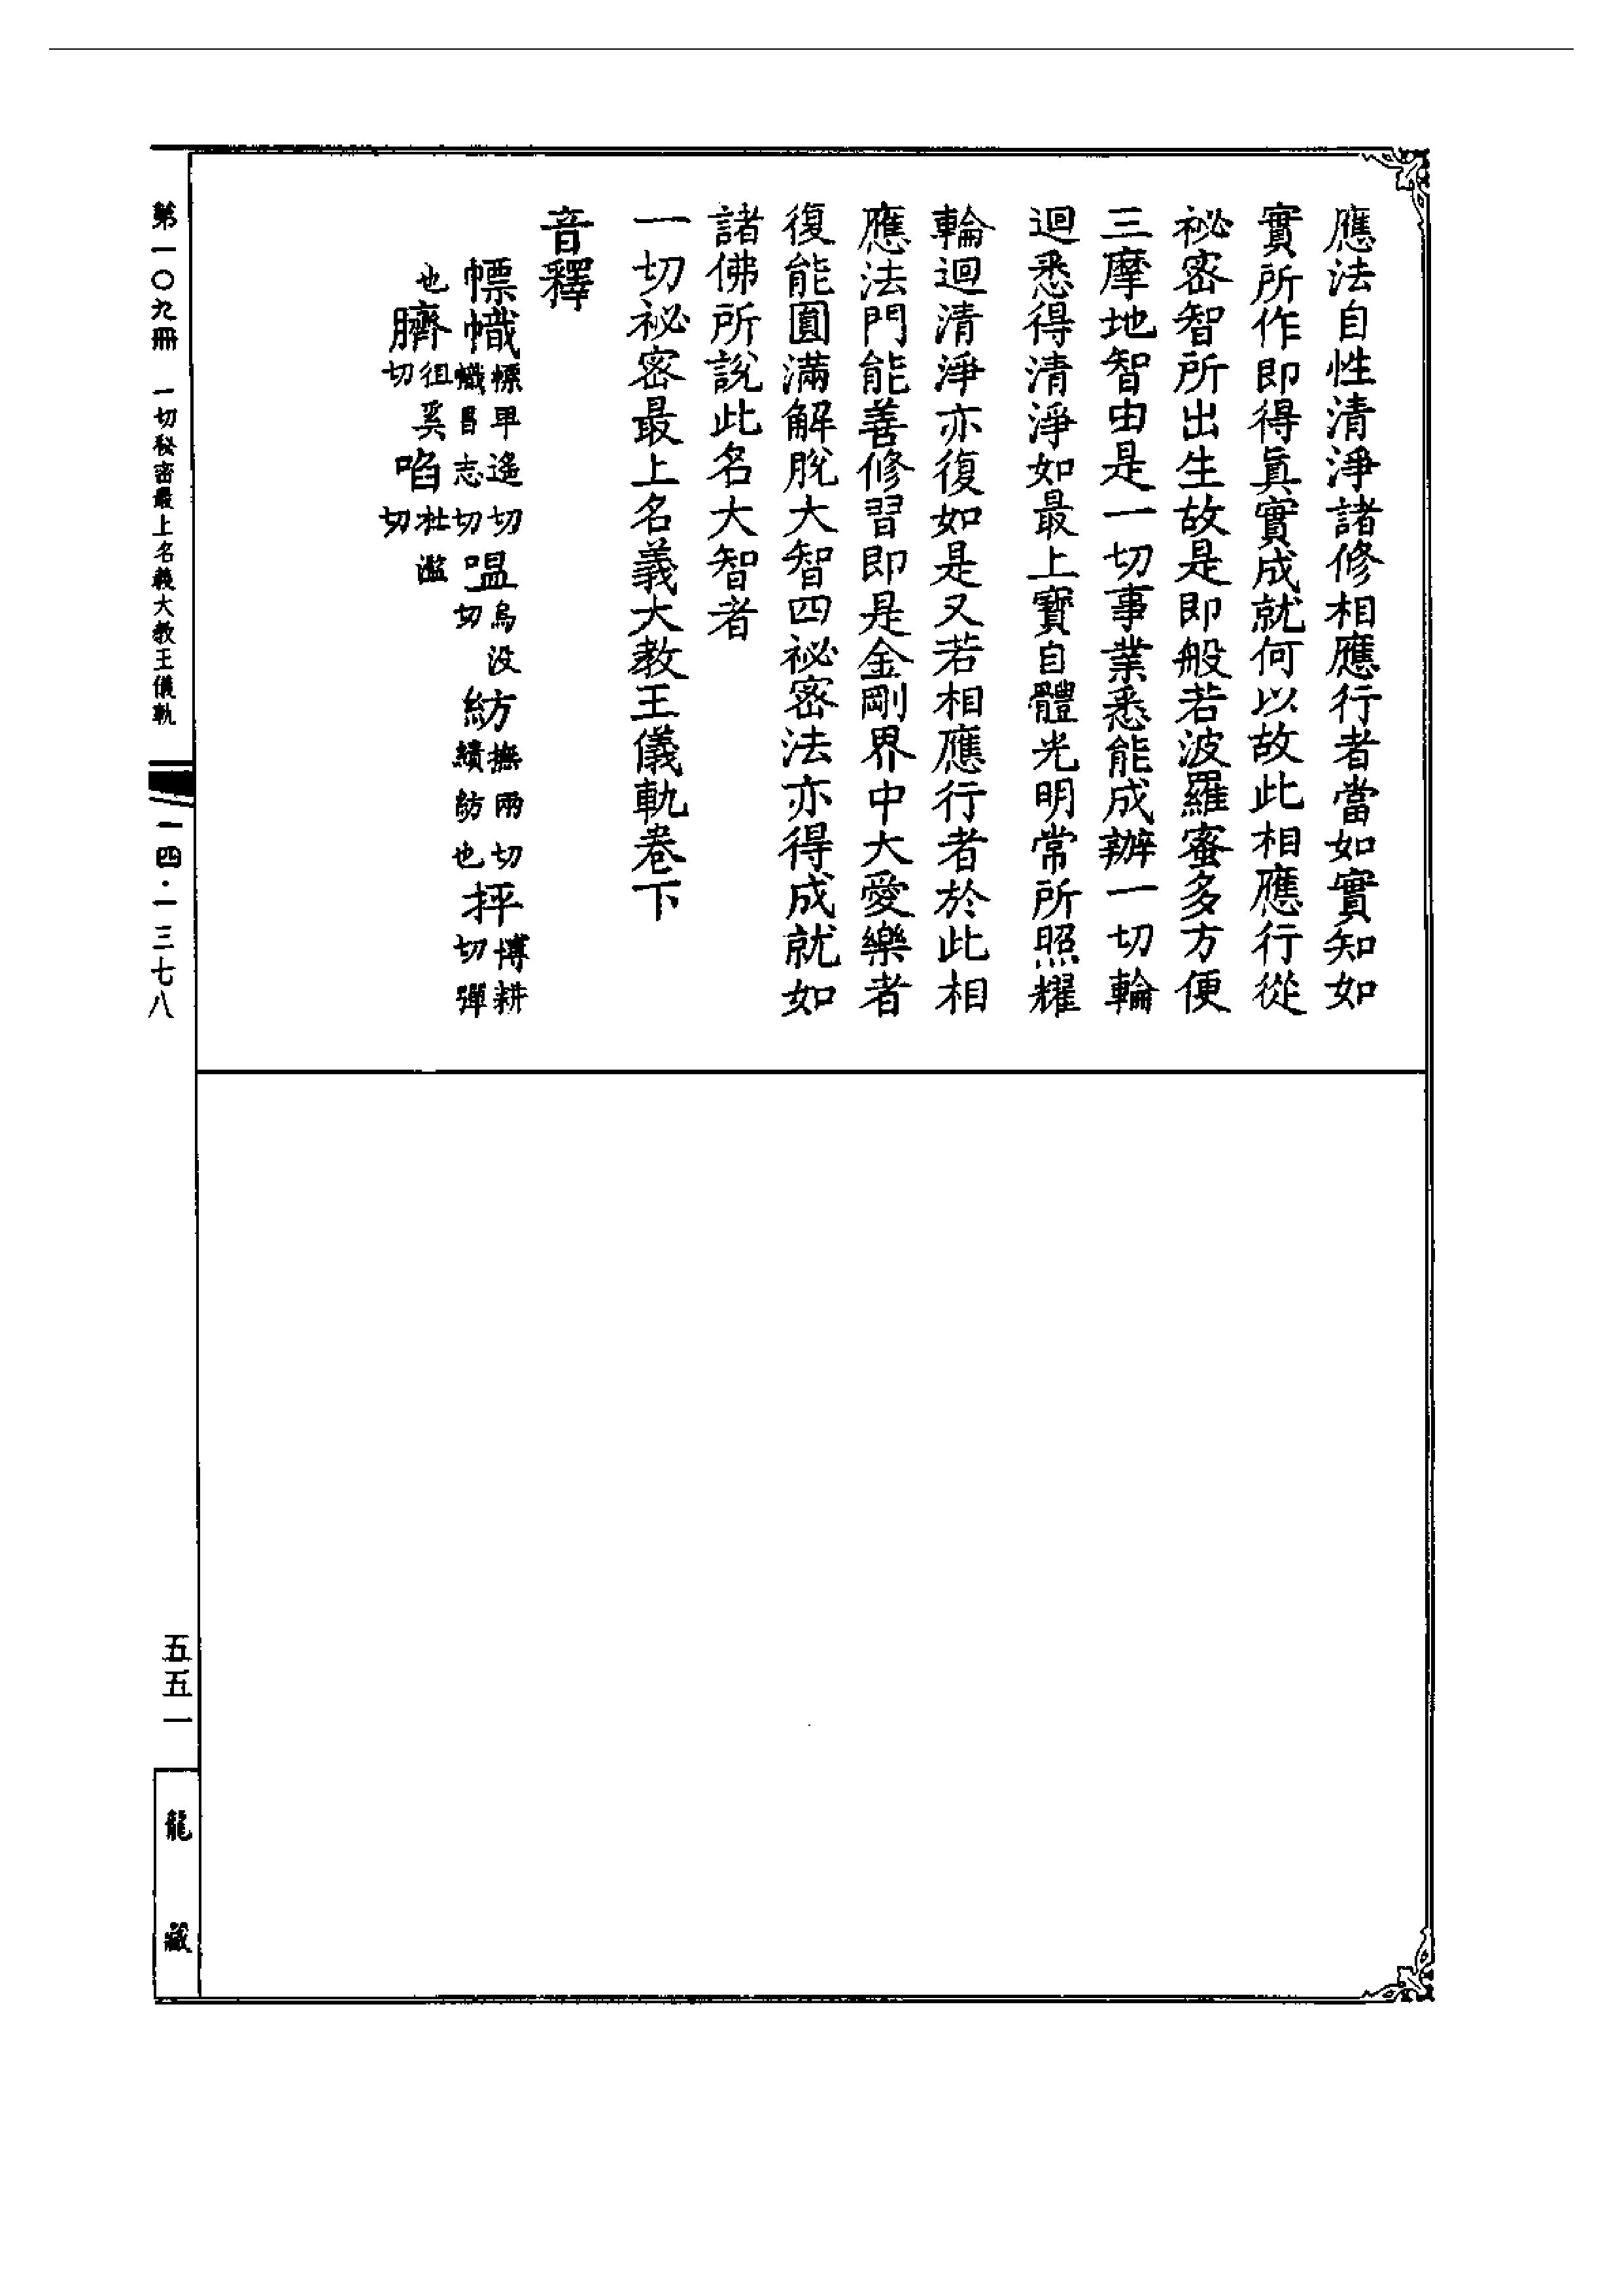 應法自性清淨諸修相應行者當如實知如
實所作即得眞實成就何以故此相應行從
祕密智所出生故是即般若波羅蜜多方便
三摩地智由是一切事業悉能成辦一切輪
迴悉得清淨如最上寶自體光明常所照耀
輪迴清淨亦復如是又若相應行者於此相
應法門能善修習即是金剛界中大愛樂者
復能圓滿解脫大智四祕密法亦得成就如
諸佛所說此名大智者
一切祕密最上名義大教王儀軌卷下
音釋
幖幟幖卑遥切幟昌志切嗢烏没切紡撫兩切績紡也抨博耕切彈
也臍徂奚切啗杜濫切
第一〇九冊 一切秘密最上名義大教王儀軌
一四·一三七八
五五一
龍藏